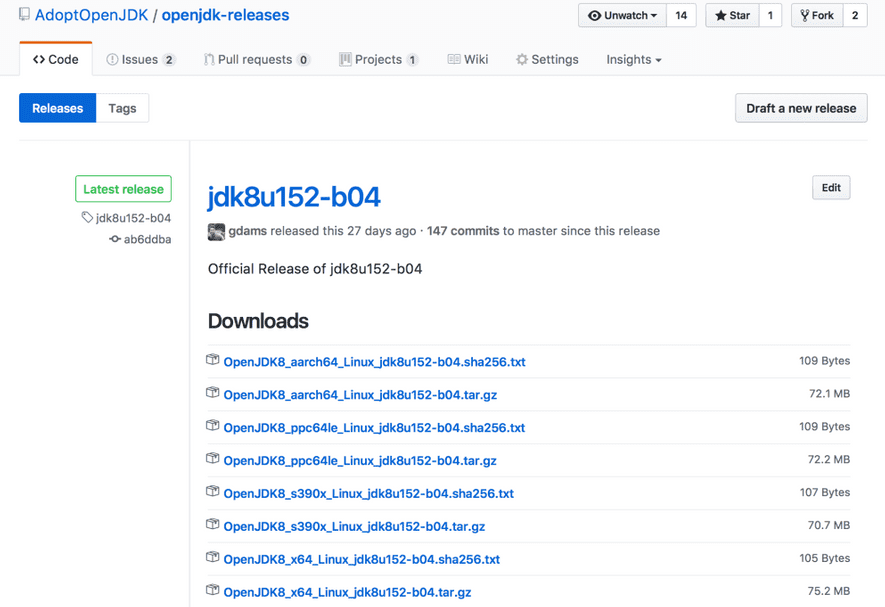 AdoptOpenJDK / openjdk-releases
Unwatch 14 Star 1 Fork 2
Code Issues 2 Pull requests 0 Projects 1 Wiki Settings Insights
Releases Tags Draft a new release
Latest release
jdk8u152-b04
ab6ddba
jdk8u152-b04 Edit
gdams released this 27 days ago · 147 commits to master since this release
Official Release of jdk8u152-b04
Downloads
OpenJDK8_aarch64_Linux_jdk8u152-b04.sha256.txt 109 Bytes
OpenJDK8_aarch64_Linux_jdk8u152-b04.tar.gz 72.1 MB
OpenJDK8_ppc64le_Linux_jdk8u152-b04.sha256.txt 109 Bytes
OpenJDK8_ppc64le_Linux_jdk8u152-b04.tar.gz 72.2 MB
OpenJDK8_s390x_Linux_jdk8u152-b04.sha256.txt 107 Bytes
OpenJDK8_s390x_Linux_jdk8u152-b04.tar.gz 70.7 MB
OpenJDK8_x64_Linux_jdk8u152-b04.sha256.txt 105 Bytes
OpenJDK8_x64_Linux_jdk8u152-b04.tar.gz 75.2 MB